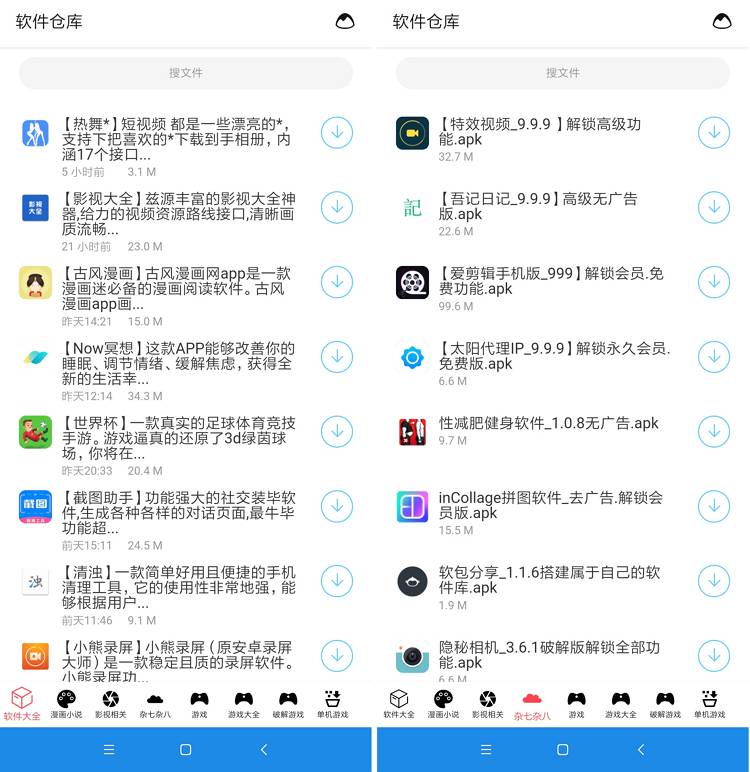 软件仓库
搜文件
【热舞*】短视频 都是一些漂亮的*，
支持下把喜欢的*下载到手相册，内
涵17个接口...
5 小时前 3.1 M
影视
大全
【影视大全】兹源丰富的影视大全神
器,给力的视频资源路线接口,清晰画
质流畅...
21 小时前 23.0 M
【古风漫画】古风漫画网app是一款
漫画迷必备的漫画阅读软件。古风
漫画app画...
昨天14:21 15.0 M
【Now冥想】这款APP能够改善你的
睡眠、调节情绪、缓解焦虑，获得全
新的生活幸...
昨天12:14 34.3 M
【世界杯】一款真实的足球体育竞技
手游。游戏逼真的还原了3d绿茵球
场，你将在...
昨天20:33 20.4 M
截图
【截图助手】功能强大的社交装毕软
件,生成各种各样的对话页面,最牛毕
功能超...
前天15:11 24.5 M
浊
【清浊】一款简单好用且便捷的手机
清理工具，它的使用性非常地强，能
够根据用户...
前天11:46 9.1 M
【小熊录屏】小熊录屏（原安卓录屏
大师）是一款稳定且质的录屏软件。
小熊录屏功...
软件大全 漫画小说 影视相关 杂七杂八 游戏 游戏大全 破解游戏 单机游戏
软件仓库
搜文件
【特效视频_9.9.9 】解锁高级功
能.apk
32.7 M
記
【吾记日记_9.9.9】高级无广告
版.apk
22.6 M
【爱剪辑手机版_999】解锁会员.免
费功能.apk
99.6 M
【太阳代理IP_9.9.9】解锁永久会员.
免费版.apk
6.6 M
性减肥健身软件_1.0.8无广告.apk
9.7 M
inCollage拼图软件_去广告.解锁会
员版.apk
15.5 M
软包分享_1.1.6搭建属于自己的软
件库.apk
1.9 M
隐秘相机_3.6.1破解版解锁全部功
能.apk
6.6 M
软件大全 漫画小说 影视相关 杂七杂八 游戏 游戏大全 破解游戏 单机游戏